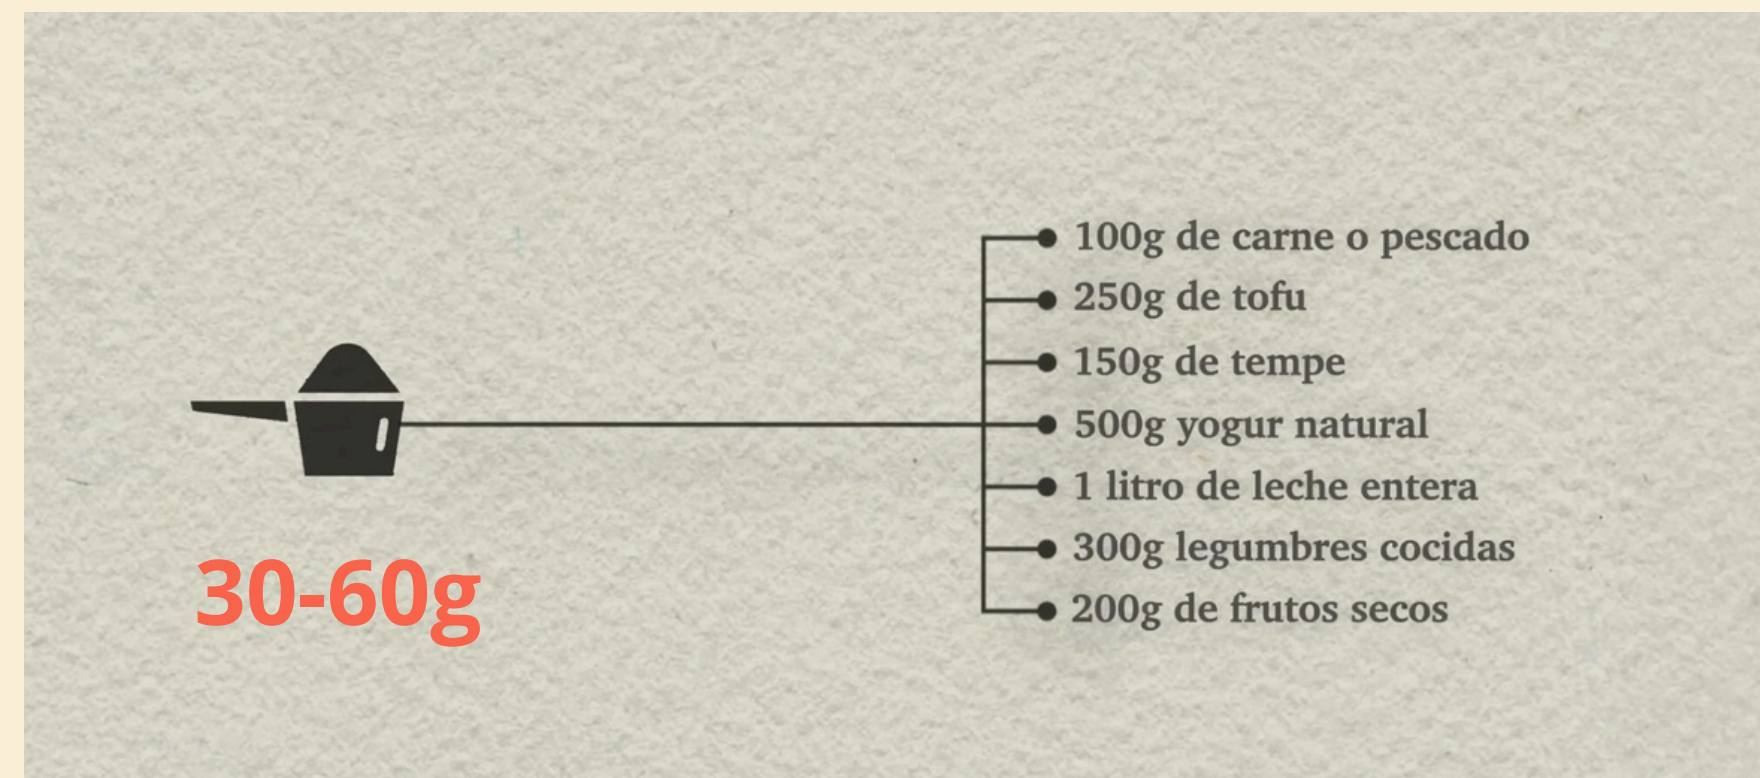 100g de carne o pescado
250g de tofu
150g de tempe
500g yogur natural
1 litro de leche entera
300g legumbres cocidas
200g de frutos secos
30-60g